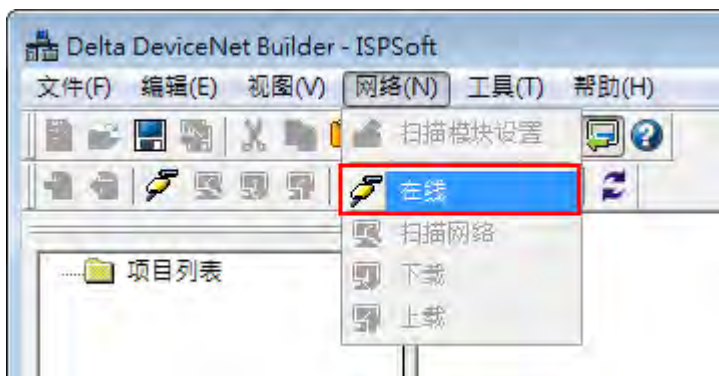 Delta DeviceNet Builder - ISPSoft
文件(F) 编辑(E) 视图(V) 网络(N) 工具(T) 帮助(H)
扫描模块设置
在线
扫描网络
项目列表
下载
上载